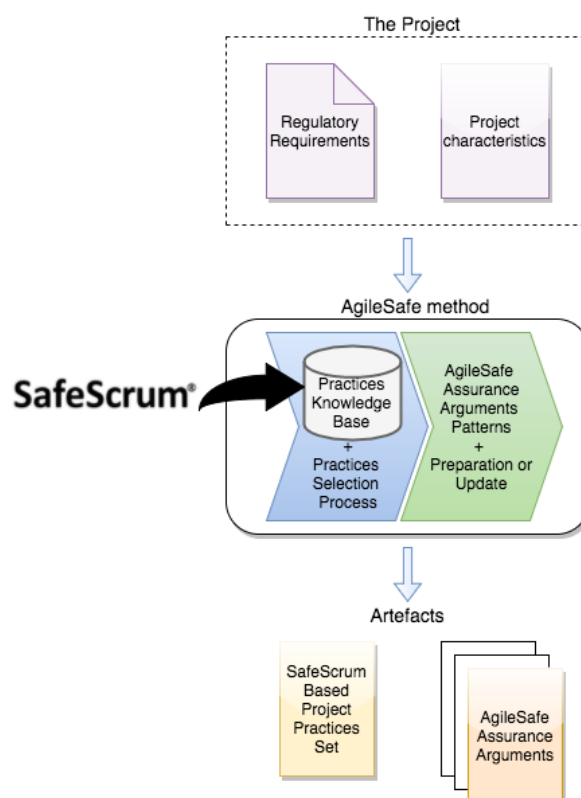 The Project
Regulatory
Requirements
Project
characteristics
AgileSafe method
SafeScrum®
Practices
Knowledge
Base
+
Practices
Selection
Process
AgileSafe
Assurance
Arguments
Patterns
+
Preparation or
Update
Artefacts
SafeScrum
Based
Project
Practices
Set
AgileSafe
Assurance
Arguments